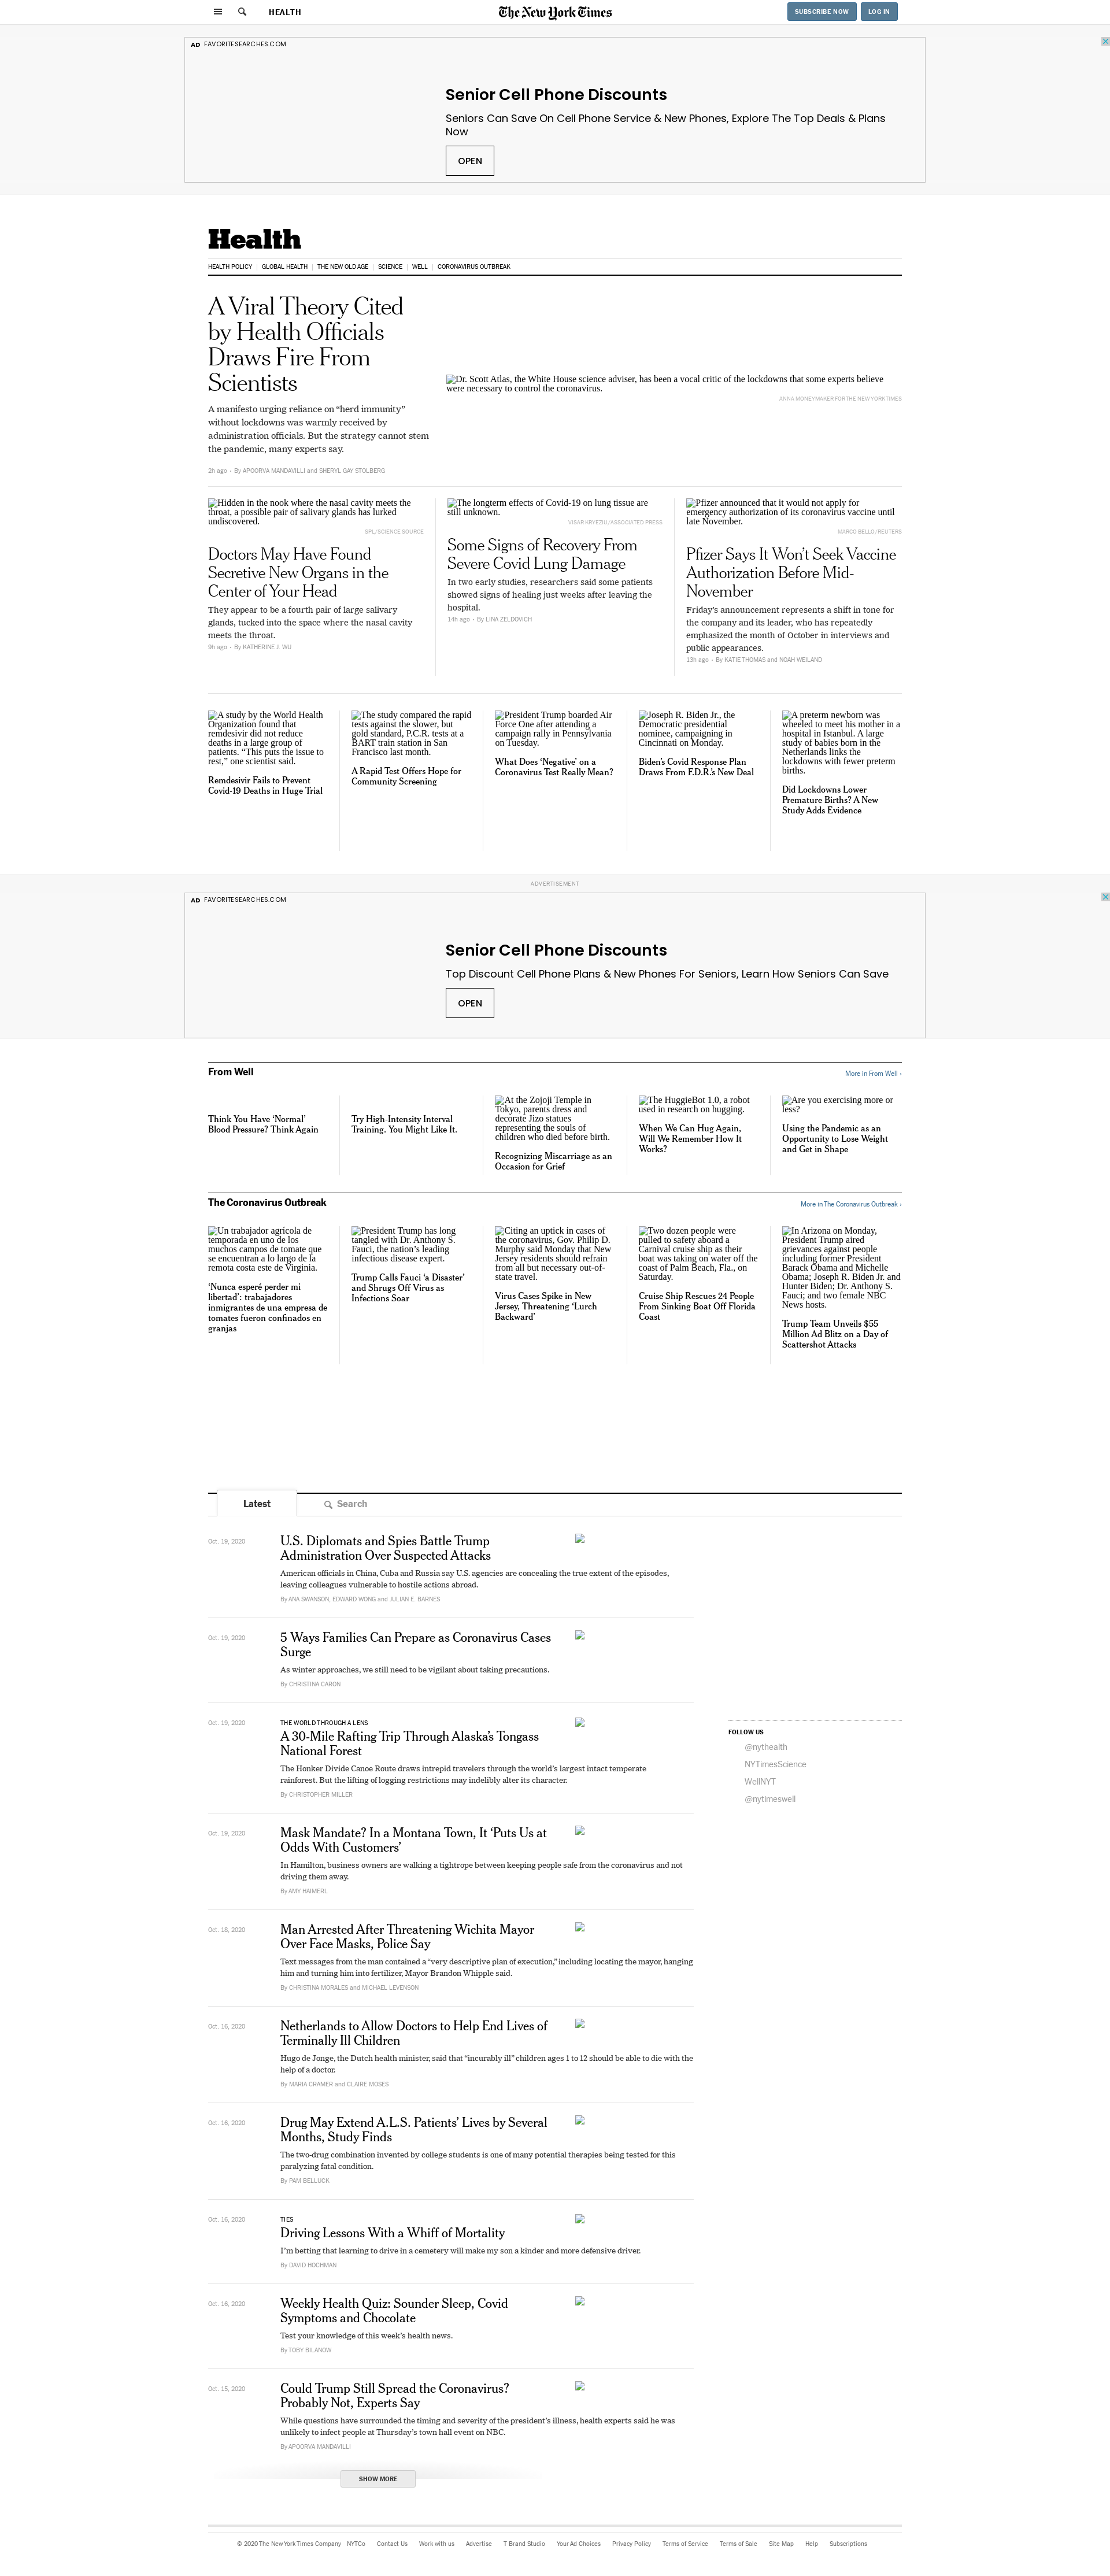 HEALTH
The New York Times
SUBSCRIBE NOW
LOG IN
AD FAVORITESEARCHES.COM
Senior Cell Phone Discounts
Seniors Can Save On Cell Phone Service & New Phones, Explore The Top Deals & Plans
Now
OPEN
Health
HEALTH POLICY | GLOBAL HEALTH | THE NEW OLD AGE | SCIENCE | WELL | CORONAVIRUS OUTBREAK
A Viral Theory Cited
by Health Officials
Draws Fire From
Scientists
A manifesto urging reliance on “herd immunity”
without lockdowns was warmly received by
administration officials. But the strategy cannot stem
the pandemic, many experts say.
2h ago • By APOORVA MANDAVILLI and SHERYL GAY STOLBERG
Dr. Scott Atlas, the White House science adviser, has been a vocal critic of the lockdowns that some experts believe
were necessary to control the coronavirus.
ANNA MONEYMAKER FOR THE NEW YORK TIMES
Hidden in the nook where the nasal cavity meets the
throat, a possible pair of salivary glands has lurked
undiscovered.
SPL/SCIENCE SOURCE
Doctors May Have Found
Secretive New Organs in the
Center of Your Head
They appear to be a fourth pair of large salivary
glands, tucked into the space where the nasal cavity
meets the throat.
9h ago • By KATHERINE J. WU
The longterm effects of Covid-19 on lung tissue are
still unknown.
VISAR KRYEZIU/ASSOCIATED PRESS
Some Signs of Recovery From
Severe Covid Lung Damage
In two early studies, researchers said some patients
showed signs of healing just weeks after leaving the
hospital.
14h ago • By LINA ZELDOVICH
Pfizer announced that it would not apply for
emergency authorization of its coronavirus vaccine until
late November.
MARCO BELLO/REUTERS
Pfizer Says It Won’t Seek Vaccine
Authorization Before Mid-
November
Friday’s announcement represents a shift in tone for
the company and its leader, who has repeatedly
emphasized the month of October in interviews and
public appearances.
13h ago • By KATIE THOMAS and NOAH WEILAND
A study by the World Health
Organization found that
remdesivir did not reduce
deaths in a large group of
patients. “This puts the issue to
rest,” one scientist said.
Remdesivir Fails to Prevent
Covid-19 Deaths in Huge Trial
The study compared the rapid
tests against the slower, but
gold standard, P.C.R. tests at a
BART train station in San
Francisco last month.
A Rapid Test Offers Hope for
Community Screening
President Trump boarded Air
Force One after attending a
campaign rally in Pennsylvania
on Tuesday.
What Does ‘Negative’ on a
Coronavirus Test Really Mean?
Joseph R. Biden Jr., the
Democratic presidential
nominee, campaigning in
Cincinnati on Monday.
Biden’s Covid Response Plan
Draws From F.D.R.’s New Deal
A preterm newborn was
wheeled to meet his mother in a
hospital in Istanbul. A large
study of babies born in the
Netherlands links the
lockdowns with fewer preterm
births.
Did Lockdowns Lower
Premature Births? A New
Study Adds Evidence
ADVERTISEMENT
AD FAVORITESEARCHES.COM
Senior Cell Phone Discounts
Top Discount Cell Phone Plans & New Phones For Seniors, Learn How Seniors Can Save
OPEN
From Well
More in From Well ›
Think You Have ‘Normal’
Blood Pressure? Think Again
Try High-Intensity Interval
Training. You Might Like It.
At the Zojoji Temple in
Tokyo, parents dress and
decorate Jizo statues
representing the souls of
children who died before birth.
Recognizing Miscarriage as an
Occasion for Grief
The HuggieBot 1.0, a robot
used in research on hugging.
When We Can Hug Again,
Will We Remember How It
Works?
Are you exercising more or
less?
Using the Pandemic as an
Opportunity to Lose Weight
and Get in Shape
The Coronavirus Outbreak
More in The Coronavirus Outbreak ›
Un trabajador agrícola de
temporada en uno de los
muchos campos de tomate que
se encuentran a lo largo de la
remota costa este de Virginia.
‘Nunca esperé perder mi
libertad’: trabajadores
inmigrantes de una empresa de
tomates fueron confinados en
granjas
President Trump has long
tangled with Dr. Anthony S.
Fauci, the nation’s leading
infectious disease expert.
Trump Calls Fauci ‘a Disaster’
and Shrugs Off Virus as
Infections Soar
Citing an uptick in cases of
the coronavirus, Gov. Philip D.
Murphy said Monday that New
Jersey residents should refrain
from all but necessary out-of-
state travel.
Virus Cases Spike in New
Jersey, Threatening ‘Lurch
Backward’
Two dozen people were
pulled to safety aboard a
Carnival cruise ship as their
boat was taking on water off the
coast of Palm Beach, Fla., on
Saturday.
Cruise Ship Rescues 24 People
From Sinking Boat Off Florida
Coast
In Arizona on Monday,
President Trump aired
grievances against people
including former President
Barack Obama and Michelle
Obama; Joseph R. Biden Jr. and
Hunter Biden; Dr. Anthony S.
Fauci; and two female NBC
News hosts.
Trump Team Unveils $55
Million Ad Blitz on a Day of
Scattershot Attacks
Latest
Search
Oct. 19, 2020
U.S. Diplomats and Spies Battle Trump
Administration Over Suspected Attacks
American officials in China, Cuba and Russia say U.S. agencies are concealing the true extent of the episodes,
leaving colleagues vulnerable to hostile actions abroad.
By ANA SWANSON, EDWARD WONG and JULIAN E. BARNES
Oct. 19, 2020
5 Ways Families Can Prepare as Coronavirus Cases
Surge
As winter approaches, we still need to be vigilant about taking precautions.
By CHRISTINA CARON
Oct. 19, 2020
THE WORLD THROUGH A LENS
A 30-Mile Rafting Trip Through Alaska’s Tongass
National Forest
The Honker Divide Canoe Route draws intrepid travelers through the world’s largest intact temperate
rainforest. But the lifting of logging restrictions may indelibly alter its character.
By CHRISTOPHER MILLER
FOLLOW US
@nythealth
NYTimesScience
WellNYT
@nytimeswell
Oct. 19, 2020
Mask Mandate? In a Montana Town, It ‘Puts Us at
Odds With Customers’
In Hamilton, business owners are walking a tightrope between keeping people safe from the coronavirus and not
driving them away.
By AMY HAIMERL
Oct. 18, 2020
Man Arrested After Threatening Wichita Mayor
Over Face Masks, Police Say
Text messages from the man contained a “very descriptive plan of execution,” including locating the mayor, hanging
him and turning him into fertilizer, Mayor Brandon Whipple said.
By CHRISTINA MORALES and MICHAEL LEVENSON
Oct. 16, 2020
Netherlands to Allow Doctors to Help End Lives of
Terminally Ill Children
Hugo de Jonge, the Dutch health minister, said that “incurably ill” children ages 1 to 12 should be able to die with the
help of a doctor.
By MARIA CRAMER and CLAIRE MOSES
Oct. 16, 2020
Drug May Extend A.L.S. Patients’ Lives by Several
Months, Study Finds
The two-drug combination invented by college students is one of many potential therapies being tested for this
paralyzing fatal condition.
By PAM BELLUCK
Oct. 16, 2020
TIES
Driving Lessons With a Whiff of Mortality
I’m betting that learning to drive in a cemetery will make my son a kinder and more defensive driver.
By DAVID HOCHMAN
Oct. 16, 2020
Weekly Health Quiz: Sounder Sleep, Covid
Symptoms and Chocolate
Test your knowledge of this week’s health news.
By TOBY BILANOW
Oct. 15, 2020
Could Trump Still Spread the Coronavirus?
Probably Not, Experts Say
While questions have surrounded the timing and severity of the president’s illness, health experts said he was
unlikely to infect people at Thursday’s town hall event on NBC.
By APOORVA MANDAVILLI
SHOW MORE
© 2020 The New York Times Company NYTCo Contact Us Work with us Advertise T Brand Studio Your Ad Choices Privacy Policy Terms of Service Terms of Sale Site Map Help Subscriptions